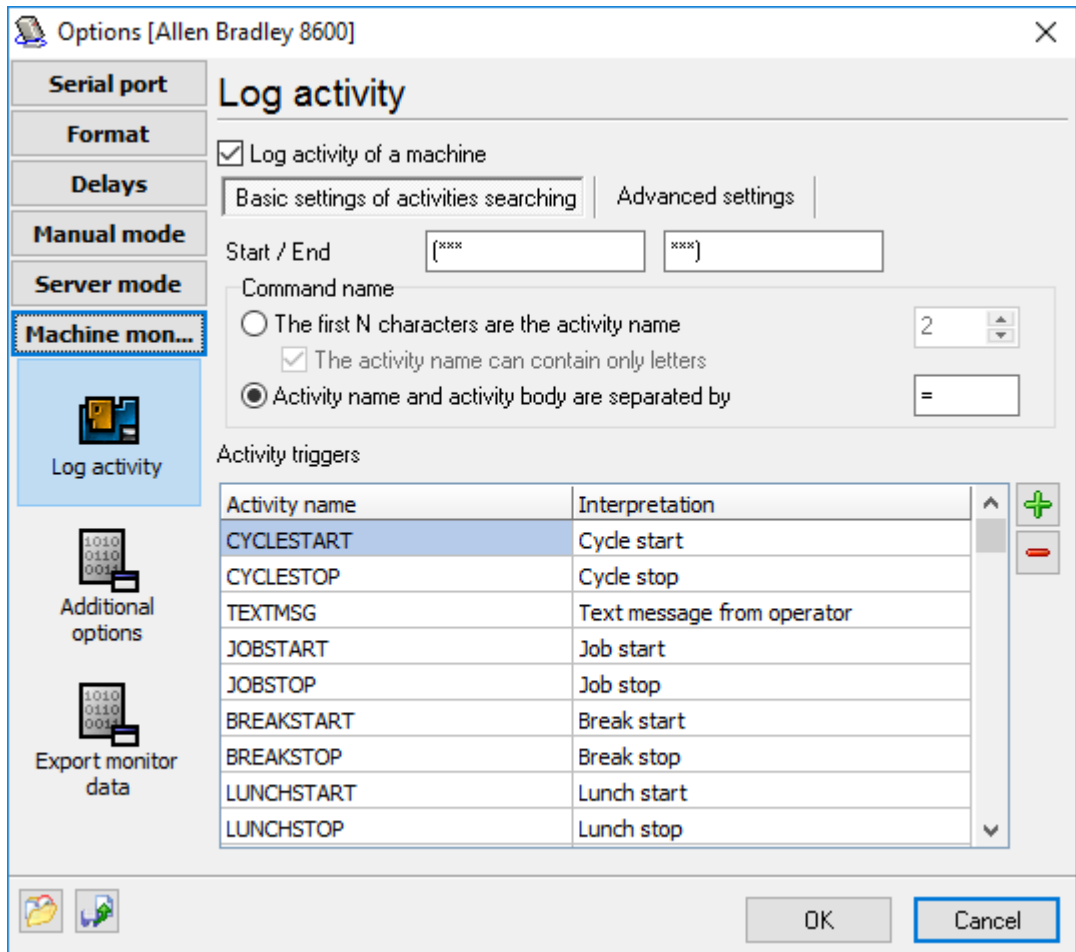 Options [Allen Bradley 8600]
Serial port
Format
Delays
Manual mode
Server mode
Machine mon...
Log activity
Additional
options
Export monitor
data
Log activity
Log activity of a machine
Basic settings of activities searching
Advanced settings
Start / End (*** ***)
Command name
The first N characters are the activity name 2
The activity name can contain only letters
Activity name and activity body are separated by =
Activity triggers
Activity name Interpretation
CYCLESTART Cycle start
CYCLESTOP Cycle stop
TEXTMSG Text message from operator
JOBSTART Job start
JOBSTOP Job stop
BREAKSTART Break start
BREAKSTOP Break stop
LUNCHSTART Lunch start
LUNCHSTOP Lunch stop
OK Cancel